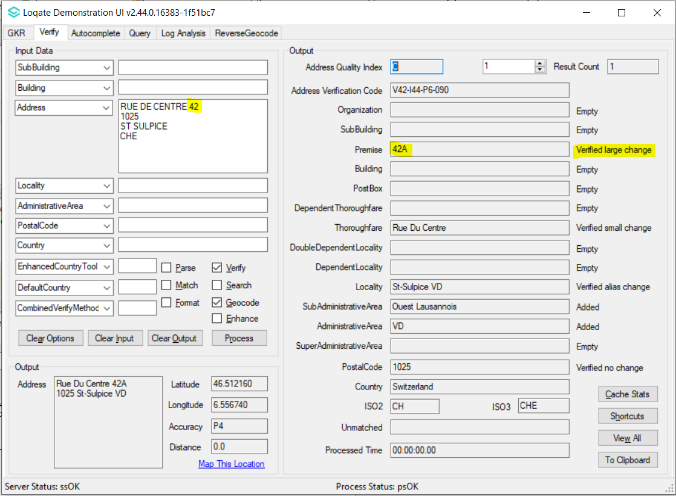 Loqate Demonstration UI v2.44.0.16383-1f51bc7
GKR Verify Autocomplete Query Log Analysis ReverseGeocode
Input Data
SubBuilding
Building
Address
RUE DE CENTRE 42
1025
ST SULPICE
CHE
Locality
AdministrativeArea
PostalCode
Country
EnhancedCountryTool Parse Verify
DefaultCountry Match Search
CombinedVerifyMethoc Format Geocode
Enhance
Clear Options Clear Input Clear Output Process
Output
Address
Rue Du Centre 42A
1025 St-Sulpice VD
Latitude 46.512160
Longitude 6.556740
Accuracy P4
Distance 0.0
Map This Location
Output
Address Quality Index C 1 Result Count 1
Address Verification Code V42-I44-P6-090
Organization Empty
SubBuilding Empty
Premise 42A Verified large change
Building Empty
PostBox Empty
DependentThoroughfare Empty
Thoroughfare Rue Du Centre Verified small change
DoubleDependentLocality Empty
DependentLocality Empty
Locality St-Sulpice VD Verified alias change
SubAdministrativeArea Ouest Lausannois Added
AdministrativeArea VD Added
SuperAdministrativeArea Empty
PostalCode 1025 Verified no change
Country Switzerland
ISO2 CH ISO3 CHE
Unmatched
Processed Time 00:00:00.00
Cache Stats
Shortcuts
View All
To Clipboard
Server Status: ssOK Process Status: psOK